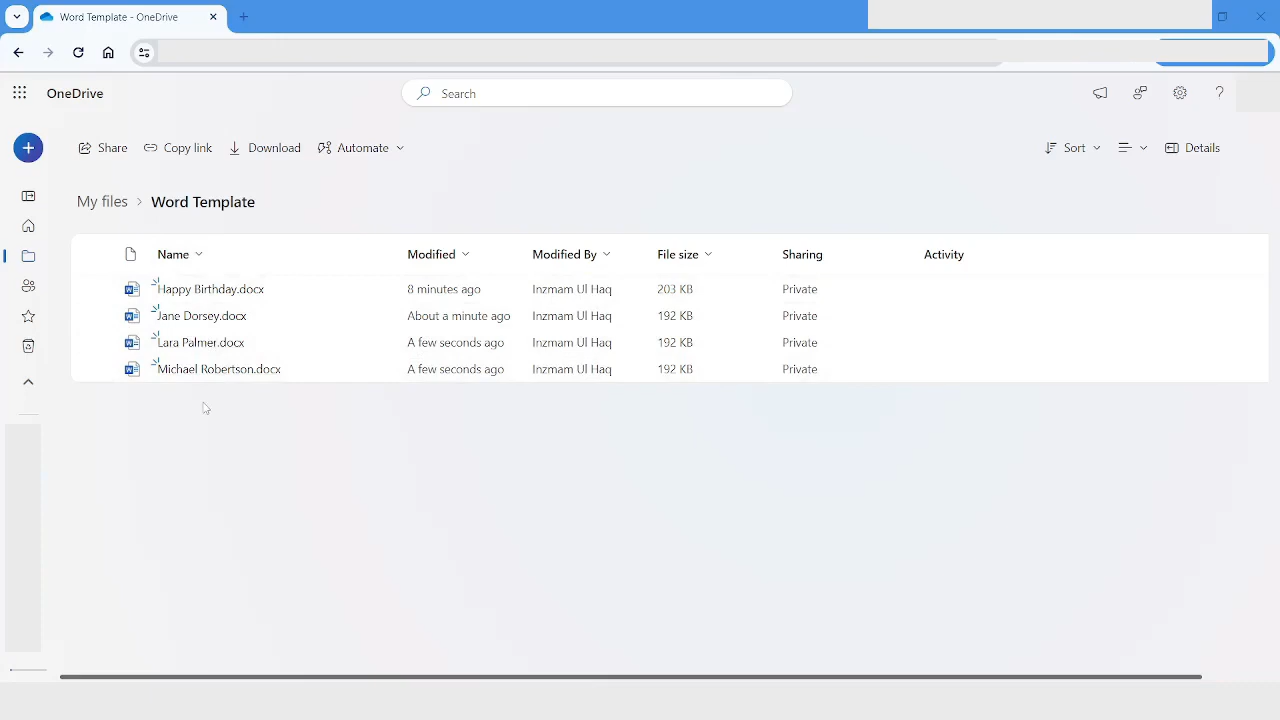 Word Template - OneDrive
OneDrive
Search
Share Copy link Download Automate
Sort Details
My files > Word Template
Name Modified Modified By File size Sharing Activity
Happy Birthday.docx 8 minutes ago Inzmam Ul Haq 203 KB Private
Jane Dorsey.docx About a minute ago Inzmam Ul Haq 192 KB Private
Lara Palmer.docx A few seconds ago Inzmam Ul Haq 192 KB Private
Michael Robertson.docx A few seconds ago Inzmam Ul Haq 192 KB Private